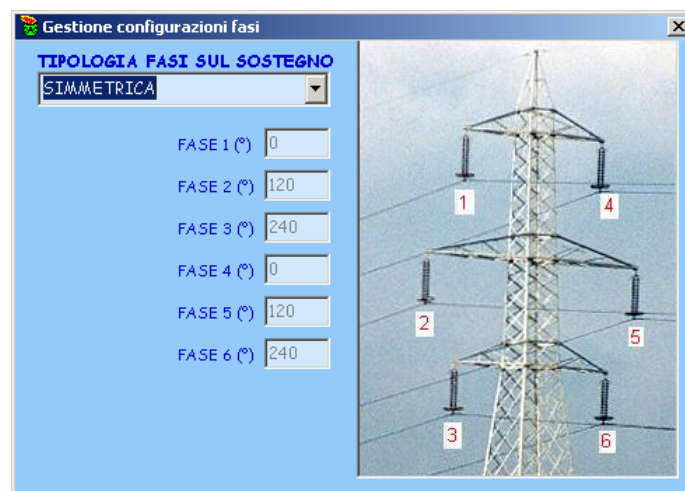 Gestione configurazioni fasi
TIPOLOGIA FASI SUL SOSTEGNO
SIMMETRICA
FASE 1 (°) 0
FASE 2 (°) 120
FASE 3 (°) 240
FASE 4 (°) 0
FASE 5 (°) 120
FASE 6 (°) 240
1
4
2
5
3
6